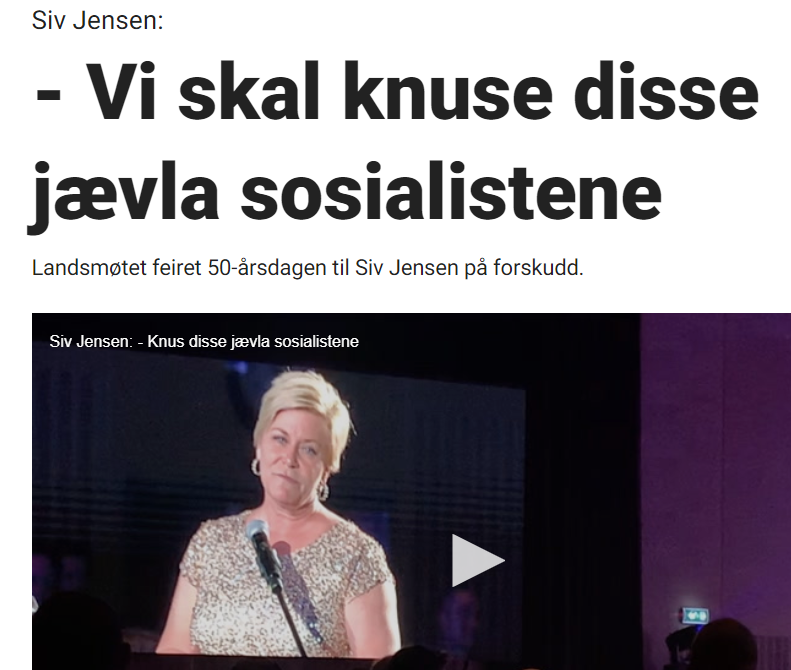 Siv Jensen:
- Vi skal knuse disse
jævla sosialistene
Landsmøtet feiret 50-årsdagen til Siv Jensen på forskudd.
Siv Jensen: - Knus disse jævla sosialistene